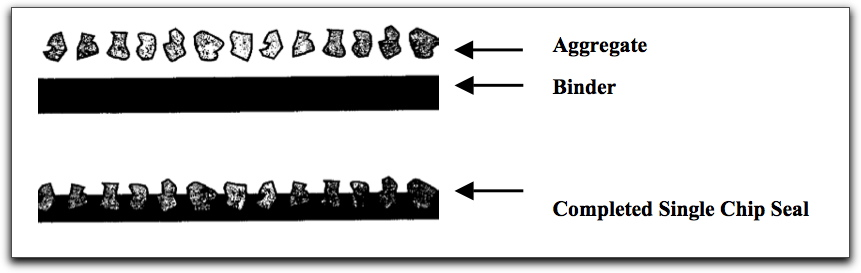 Aggregate
Binder
Completed Single Chip Seal